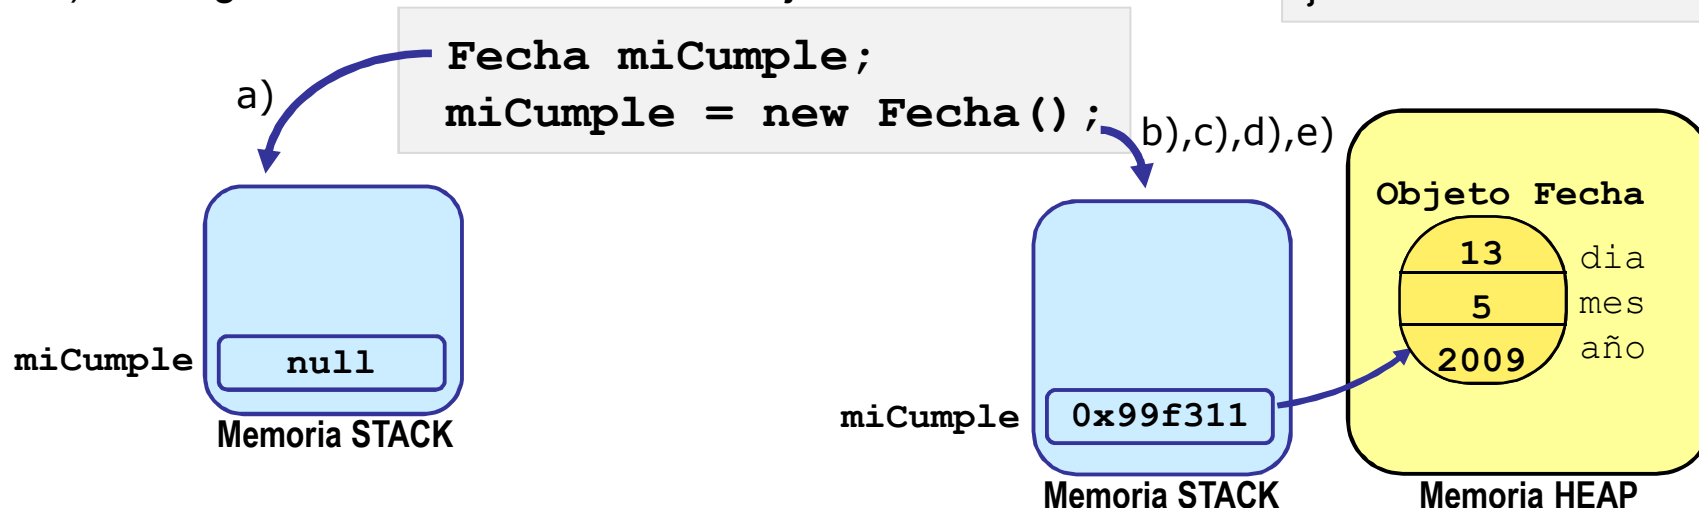 Fecha miCumple;
miCumple = new Fecha();
a)
b),c),d),e)
Objeto Fecha
13 dia
5 mes
2009 año
miCumple null
miCumple 0x99f311
Memoria STACK
Memoria STACK
Memoria HEAP